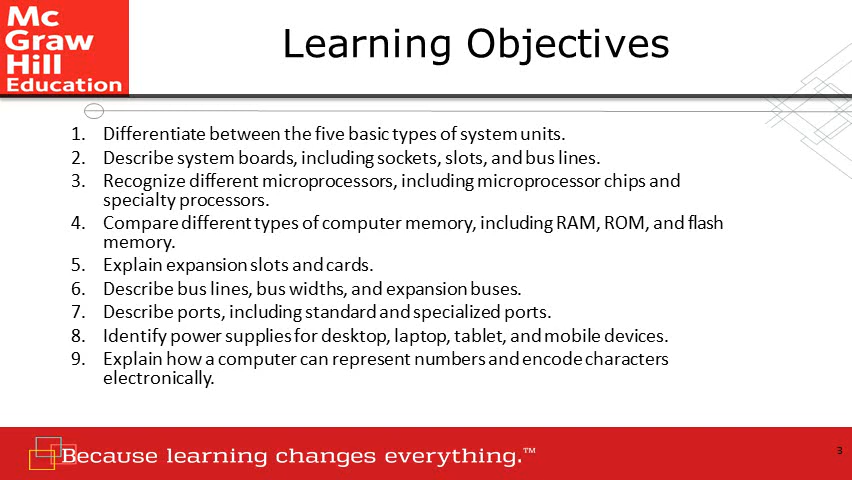 Mc
Graw
Hill
Education
Learning Objectives
1. Differentiate between the five basic types of system units.
2. Describe system boards, including sockets, slots, and bus lines.
3. Recognize different microprocessors, including microprocessor chips and
specialty processors.
4. Compare different types of computer memory, including RAM, ROM, and flash
memory.
5. Explain expansion slots and cards.
6. Describe bus lines, bus widths, and expansion buses.
7. Describe ports, including standard and specialized ports.
8. Identify power supplies for desktop, laptop, tablet, and mobile devices.
9. Explain how a computer can represent numbers and encode characters
electronically.
Because learning changes everything.™
3